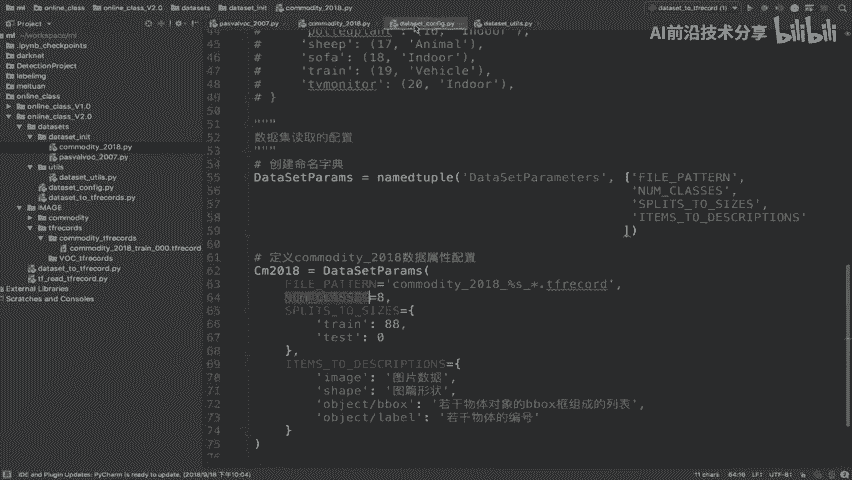 ml
online_class
online_class_V2.0
datasets
dataset_init
commodity_2018.py
dataset_to_tfrecord (1)
Project
pasvalvoc_2007.py
commodity_2018.py
dataset_config.py
dataset_utils.py
AI前沿技术分享
bilibili
ml ~/workspace/ml
.ipynb_checkpoints
darknet
DetectionProject
labelimg
meituan
online_class
online_class_V1.0
online_class_V2.0
datasets
dataset_init
commodity_2018.py
pasvalvoc_2007.py
utils
dataset_utils.py
dataset_config.py
dataset_to_tfrecords.py
IMAGE
commodity
tfrecords
commodity_tfrecords
commodity_2018_train_000.tfrecord
VOC_tfrecords
dataset_to_tfrecord.py
tf_read_tfrecord.py
External Libraries
Scratches and Consoles
44 # 'pottedplant': (16, 'Indoor'),
45 # 'sheep': (17, 'Animal'),
46 # 'sofa': (18, 'Indoor'),
47 # 'train': (19, 'Vehicle'),
48 # 'tvmonitor': (20, 'Indoor'),
49 # }
50
51 """
52 数据集读取的配置
53 """
54 # 创建命名字典
55 DataSetParams = namedtuple('DataSetParameters', ['FILE_PATTERN',
56 'NUM_CLASSES',
57 'SPLITS_TO_SIZES',
58 'ITEMS_TO_DESCRIPTIONS'
59 ])
60
61 # 定义commodity_2018数据属性配置
62 Cm2018 = DataSetParams(
63 FILE_PATTERN='commodity_2018_%s_*.tfrecord',
64 NUM_CLASSES=8,
65 SPLITS_TO_SIZES={
66 'train': 88,
67 'test': 0
68 },
69 ITEMS_TO_DESCRIPTIONS={
70 'image': '图片数据',
71 'shape': '图篇形状',
72 'object/bbox': '若干物体对象的bbox框组成的列表',
73 'object/label': '若干物体的编号'
74 }
75 )
IDE and Plugin Updates: PyCharm is ready to update. (2018/9/18 下午10:04)
11 chars
64:16
LF
UTF-8